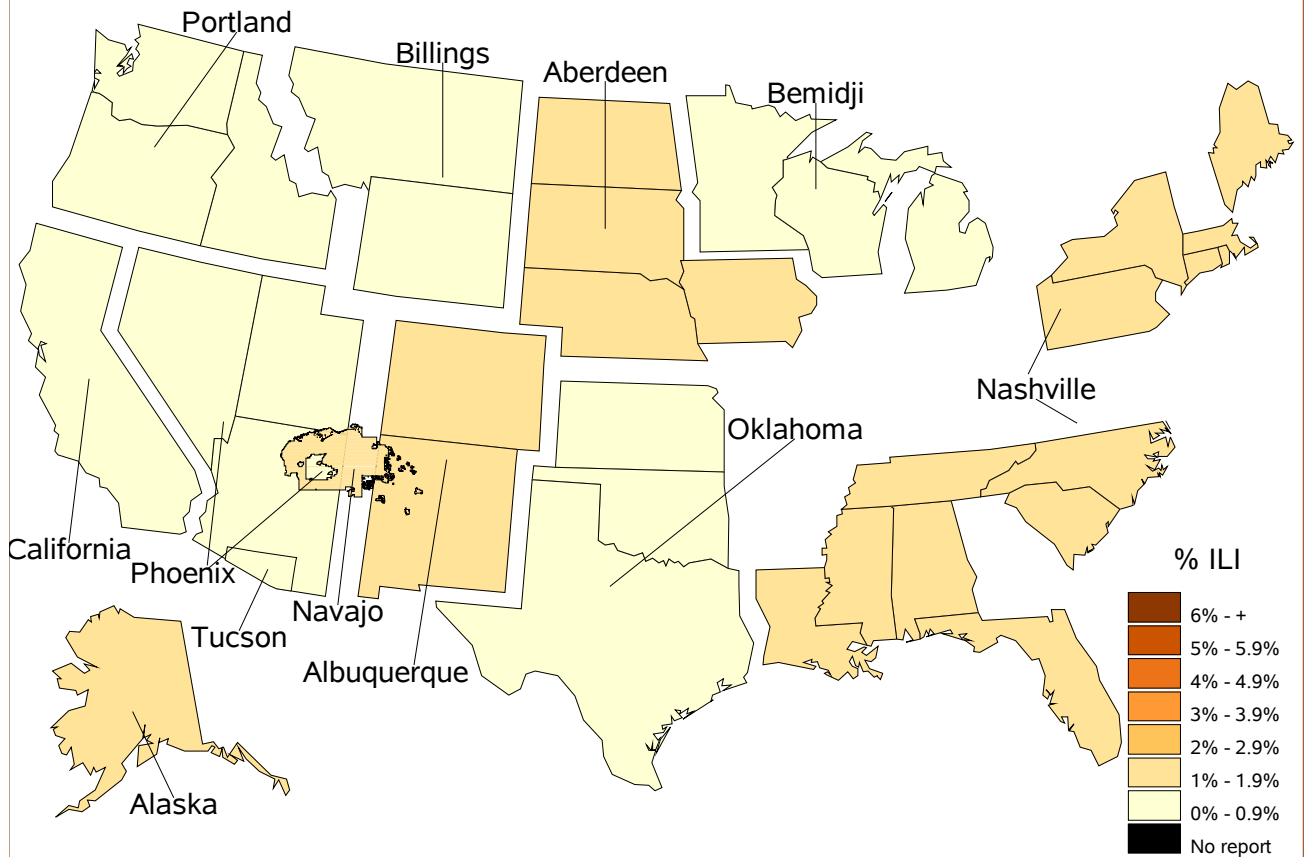 Portland
Billings
Aberdeen
Bemidji
Nashville
Oklahoma
California
Phoenix
Navajo
Tucson
Albuquerque
Alaska
% ILI
6% - +
5% - 5.9%
4% - 4.9%
3% - 3.9%
2% - 2.9%
1% - 1.9%
0% - 0.9%
No report